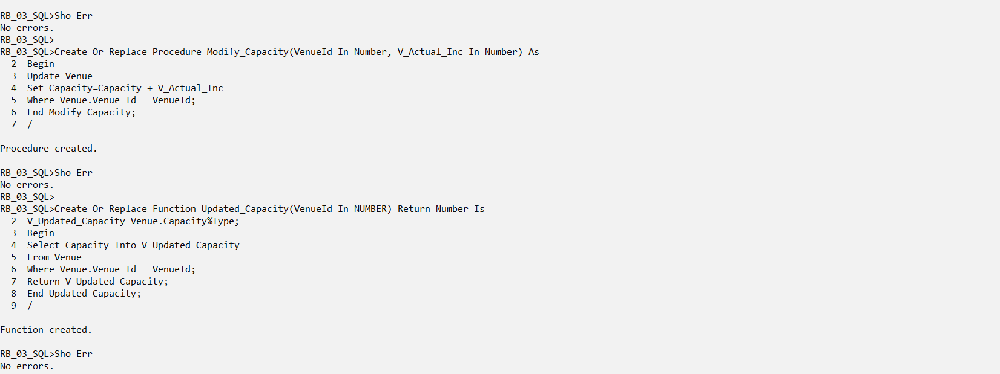 RB_03_SQL>Sho Err
No errors.
RB_03_SQL>
RB_03_SQL>Create Or Replace Procedure Modify_Capacity(VenueId In Number, V_Actual_Inc In Number) As
  2  Begin
  3  Update Venue
  4  Set Capacity=Capacity + V_Actual_Inc
  5  Where Venue.Venue_Id = VenueId;
  6  End Modify_Capacity;
  7  /
Procedure created.
RB_03_SQL>Sho Err
No errors.
RB_03_SQL>
RB_03_SQL>Create Or Replace Function Updated_Capacity(VenueId In NUMBER) Return Number Is
  2  V_Updated_Capacity Venue.Capacity%Type;
  3  Begin
  4  Select Capacity Into V_Updated_Capacity
  5  From Venue
  6  Where Venue.Venue_Id = VenueId;
  7  Return V_Updated_Capacity;
  8  End Updated_Capacity;
  9  /
Function created.
RB_03_SQL>Sho Err
No errors.